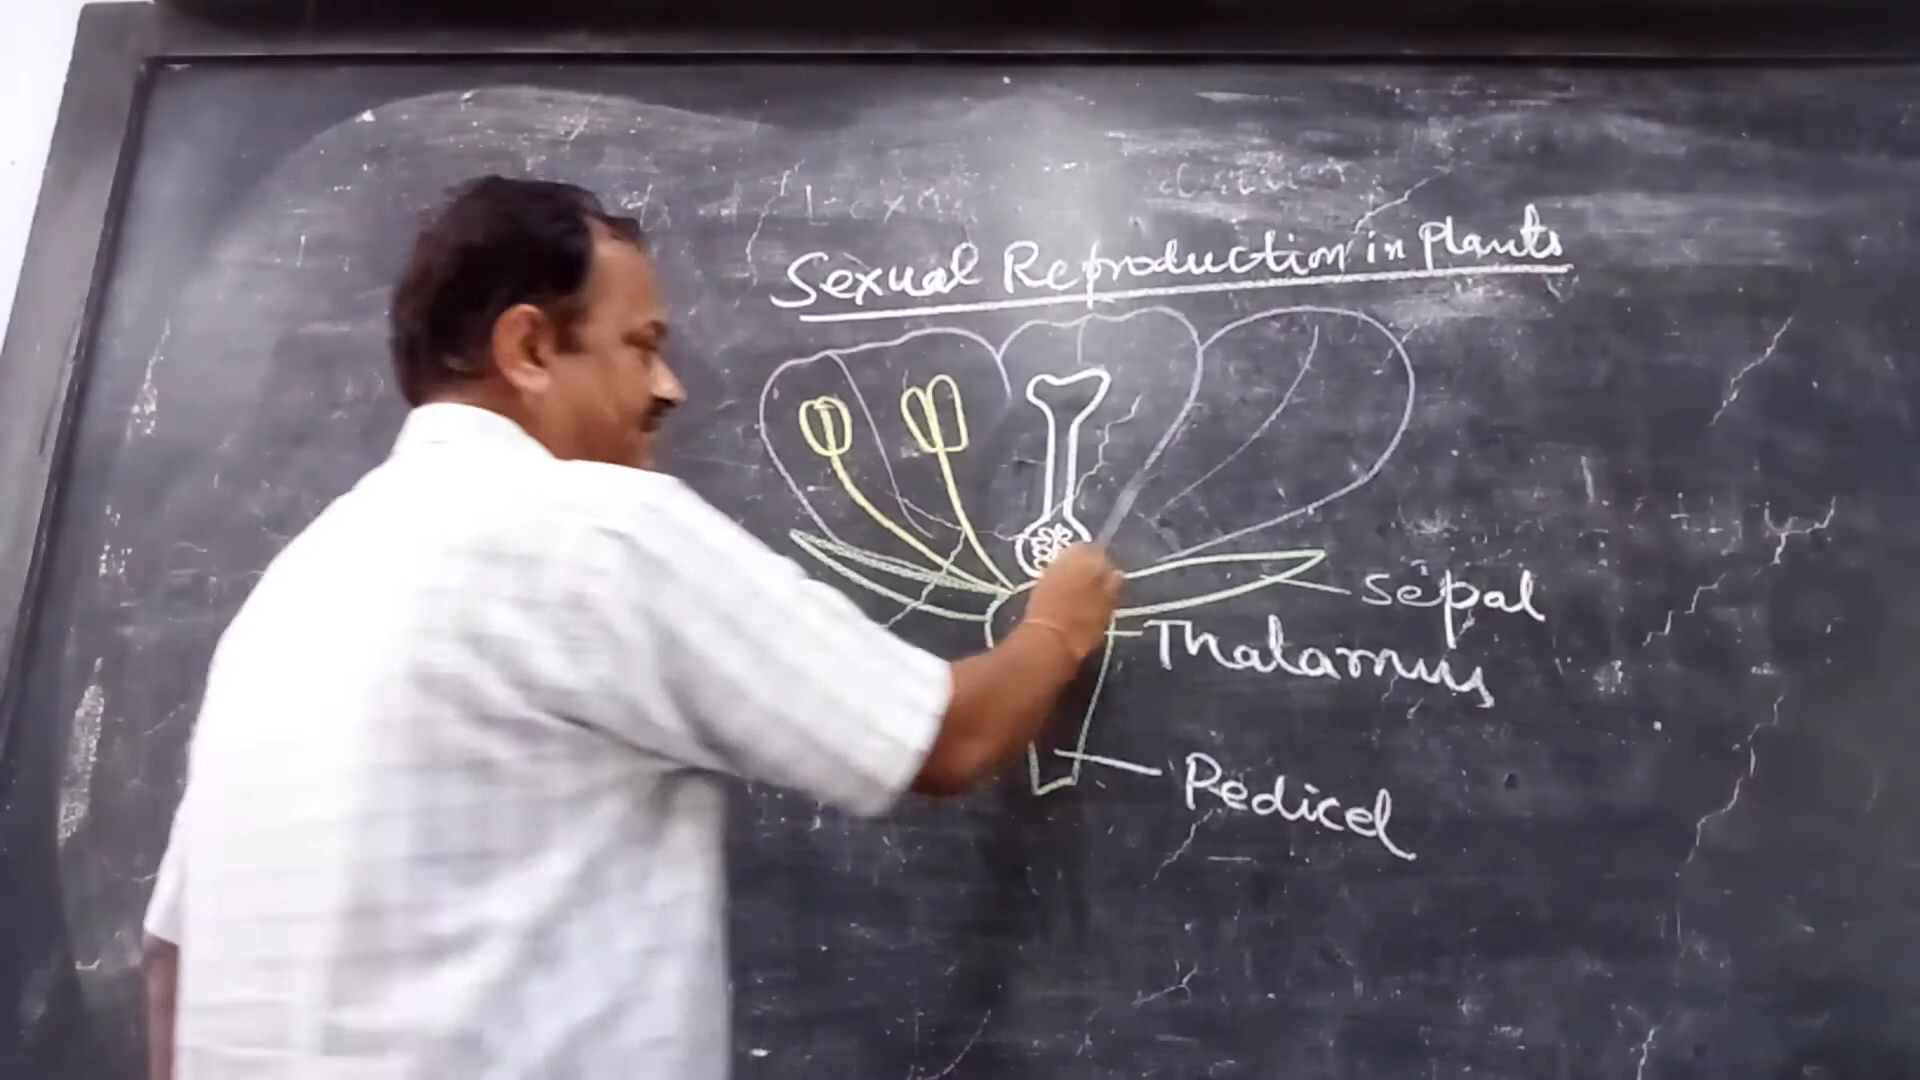 Sexual Reproduction in Plants
Sepal
Thalamus
Pedicel